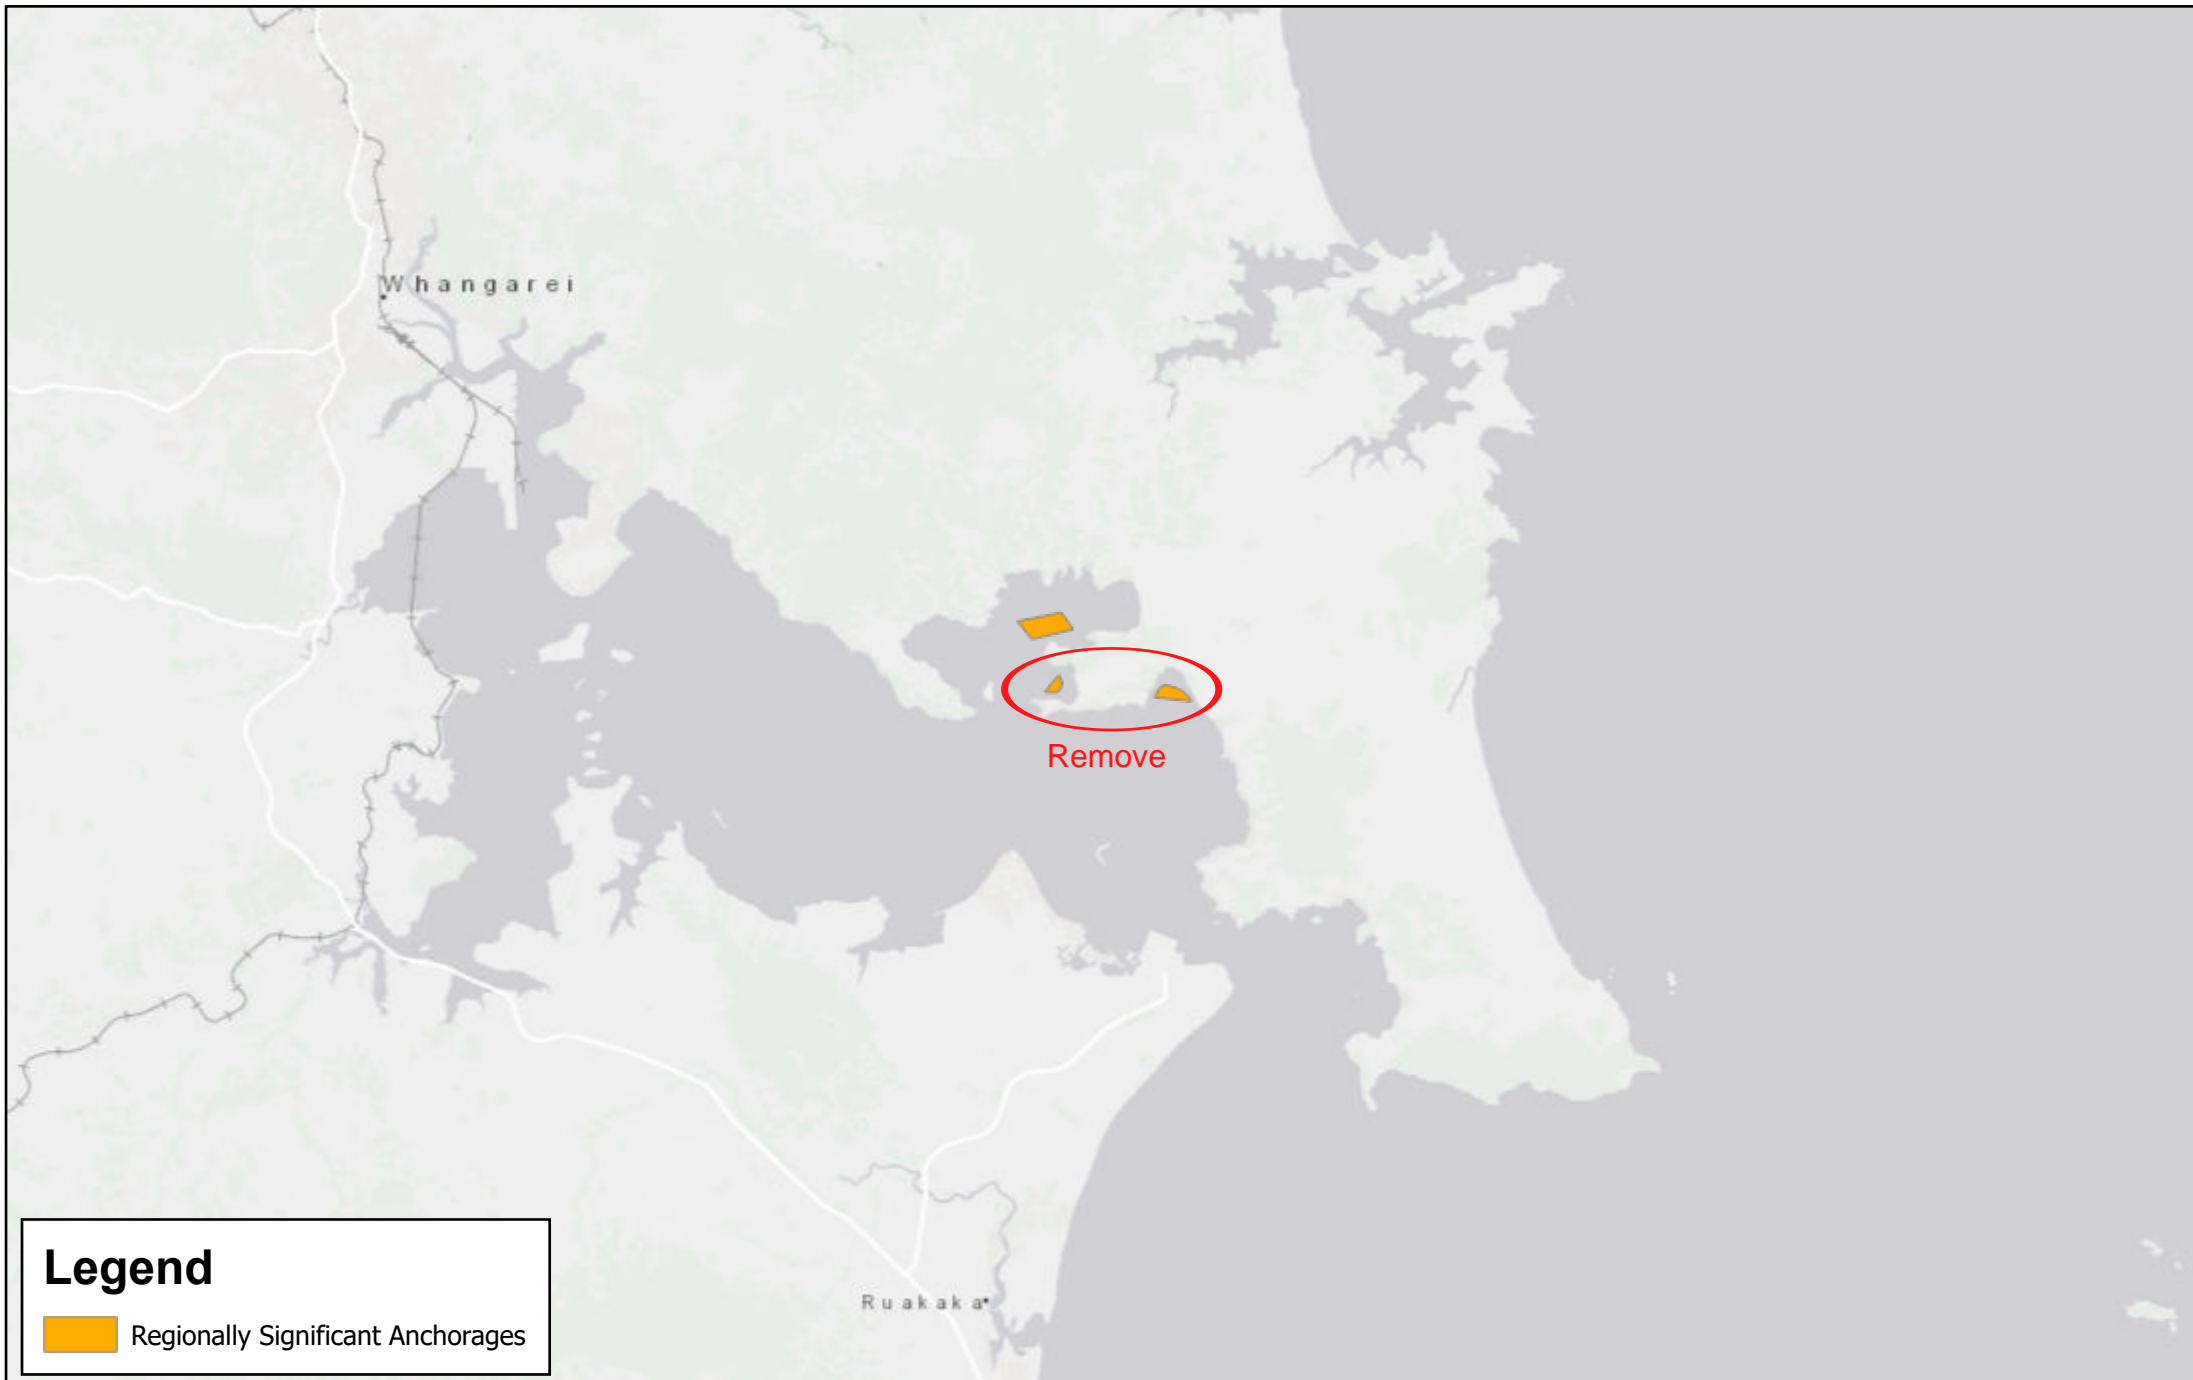 Whangarei
Remove
Ruakaka
Legend
Regionally Significant Anchorages